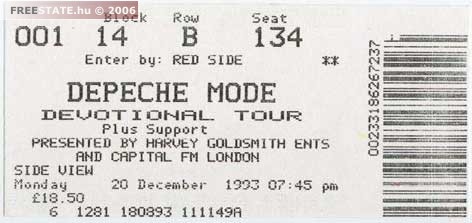 FREESTATE.hu © 2006
Block Row Seat
001 14 B 134
Enter by: RED SIDE **
DEPECHE MODE
DEVOTIONAL TOUR
Plus Support
PRESENTED BY HARVEY GOLDSMITH ENTS
AND CAPITAL FM LONDON
SIDE VIEW
Monday 20 December 1993 07:45 pm
£18.50
6 1281 180893 111149A
00233186267237